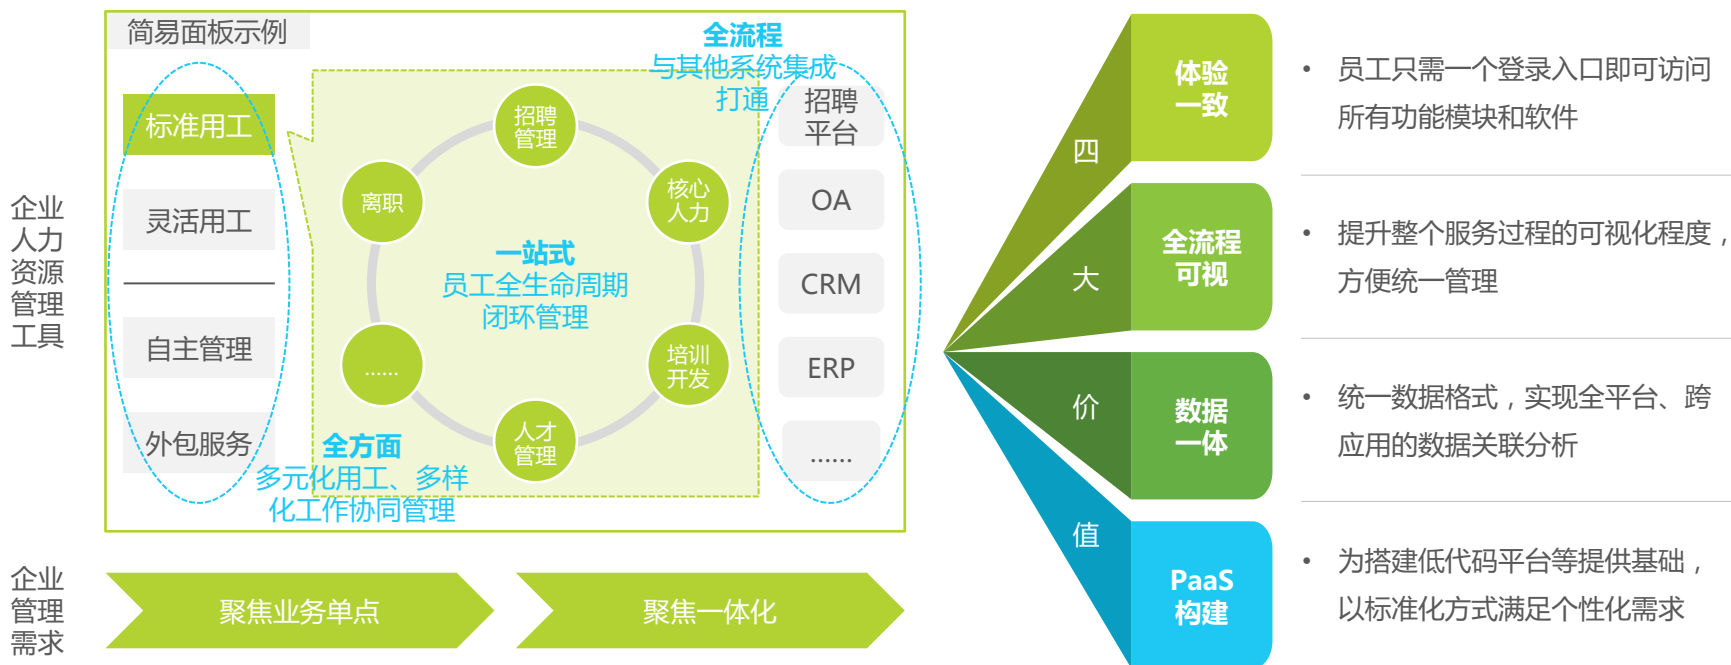 简易面板示例
企业
人力
资源
管理
工具
标准用工
灵活用工
自主管理
外包服务
全方面
多元化用工、多样
化工作协同管理
招聘
管理
核心
人力
培训
开发
人才
管理
......
离职
一站式
员工全生命周期
闭环管理
全流程
与其他系统集成
打通
招聘
平台
OA
CRM
ERP
......
企业
管理
需求
聚焦业务单点
聚焦一体化
四
大
价
值
体验
一致
• 员工只需一个登录入口即可访问
所有功能模块和软件
全流程
可视
• 提升整个服务过程的可视化程度，
方便统一管理
数据
一体
• 统一数据格式，实现全平台、跨
应用的数据关联分析
PaaS
构建
• 为搭建低代码平台等提供基础，
以标准化方式满足个性化需求